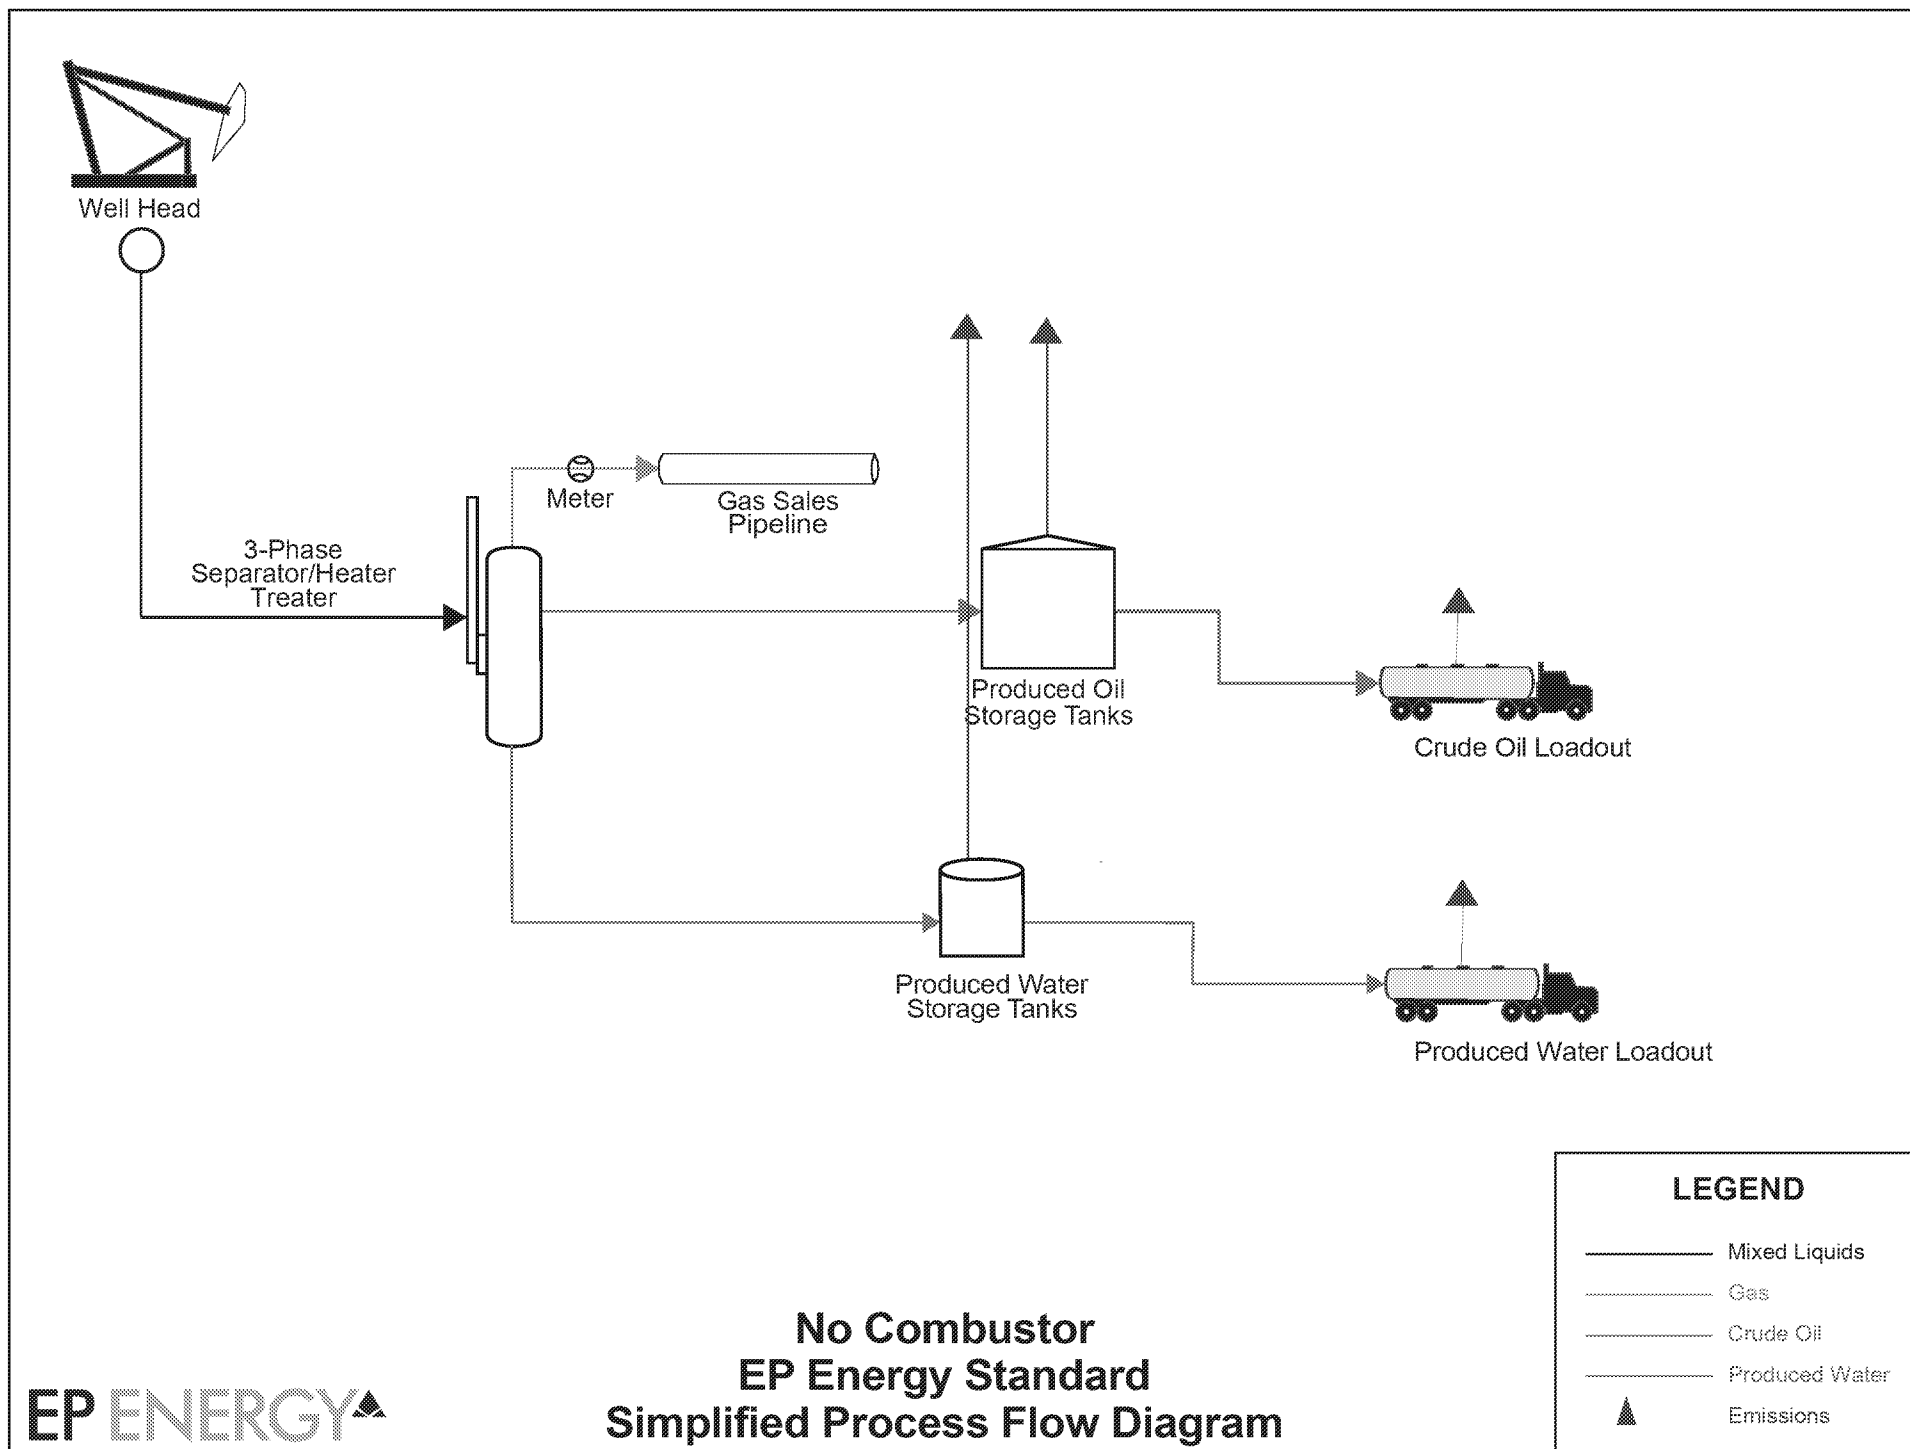 Well Head
Meter
Gas Sales
Pipeline
3-Phase
Separator/Heater
Treater
Produced Oil
Storage Tanks
Crude Oil Loadout
Produced Water
Storage Tanks
Produced Water Loadout
LEGEND
Mixed Liquids
Gas
Crude Oil
Produced Water
Emissions
No Combustor
EP Energy Standard
Simplified Process Flow Diagram
EP ENERGY